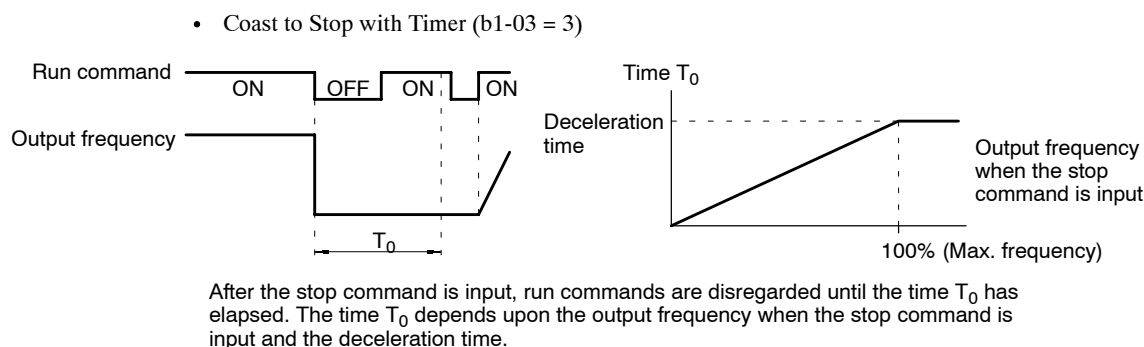 • Coast to Stop with Timer (b1-03 = 3)
Run command
ON
OFF
ON
ON
Output frequency
T0
Time T0
Deceleration
time
Output frequency
when the stop
command is input
100% (Max. frequency)
After the stop command is input, run commands are disregarded until the time T0 has
elapsed. The time T0 depends upon the output frequency when the stop command is
input and the deceleration time.